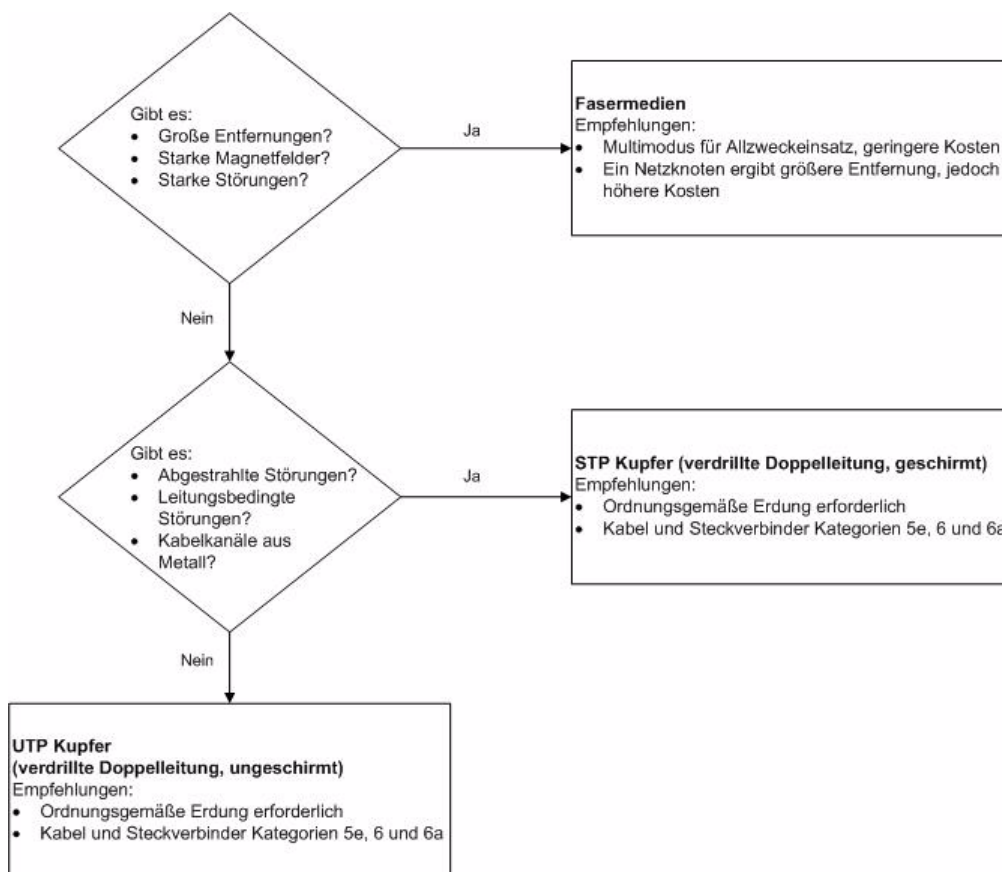 Gibt es:
• Große Entfernungen?
• Starke Magnetfelder?
• Starke Störungen?
Ja
Fasermedien
Empfehlungen:
• Multimodus für Allzweckeinsatz, geringere Kosten
• Ein Netzknoten ergibt größere Entfernung, jedoch
höhere Kosten
Nein
Gibt es:
• Abgestrahlte Störungen?
• Leitungsbedingte
Störungen?
• Kabelkanäle aus
Metall?
Ja
STP Kupfer (verdrillte Doppelleitung, geschirmt)
Empfehlungen:
• Ordnungsgemäße Erdung erforderlich
• Kabel und Steckverbinder Kategorien 5e, 6 und 6a
Nein
UTP Kupfer
(verdrillte Doppelleitung, ungeschirmt)
Empfehlungen:
• Ordnungsgemäße Erdung erforderlich
• Kabel und Steckverbinder Kategorien 5e, 6 und 6a